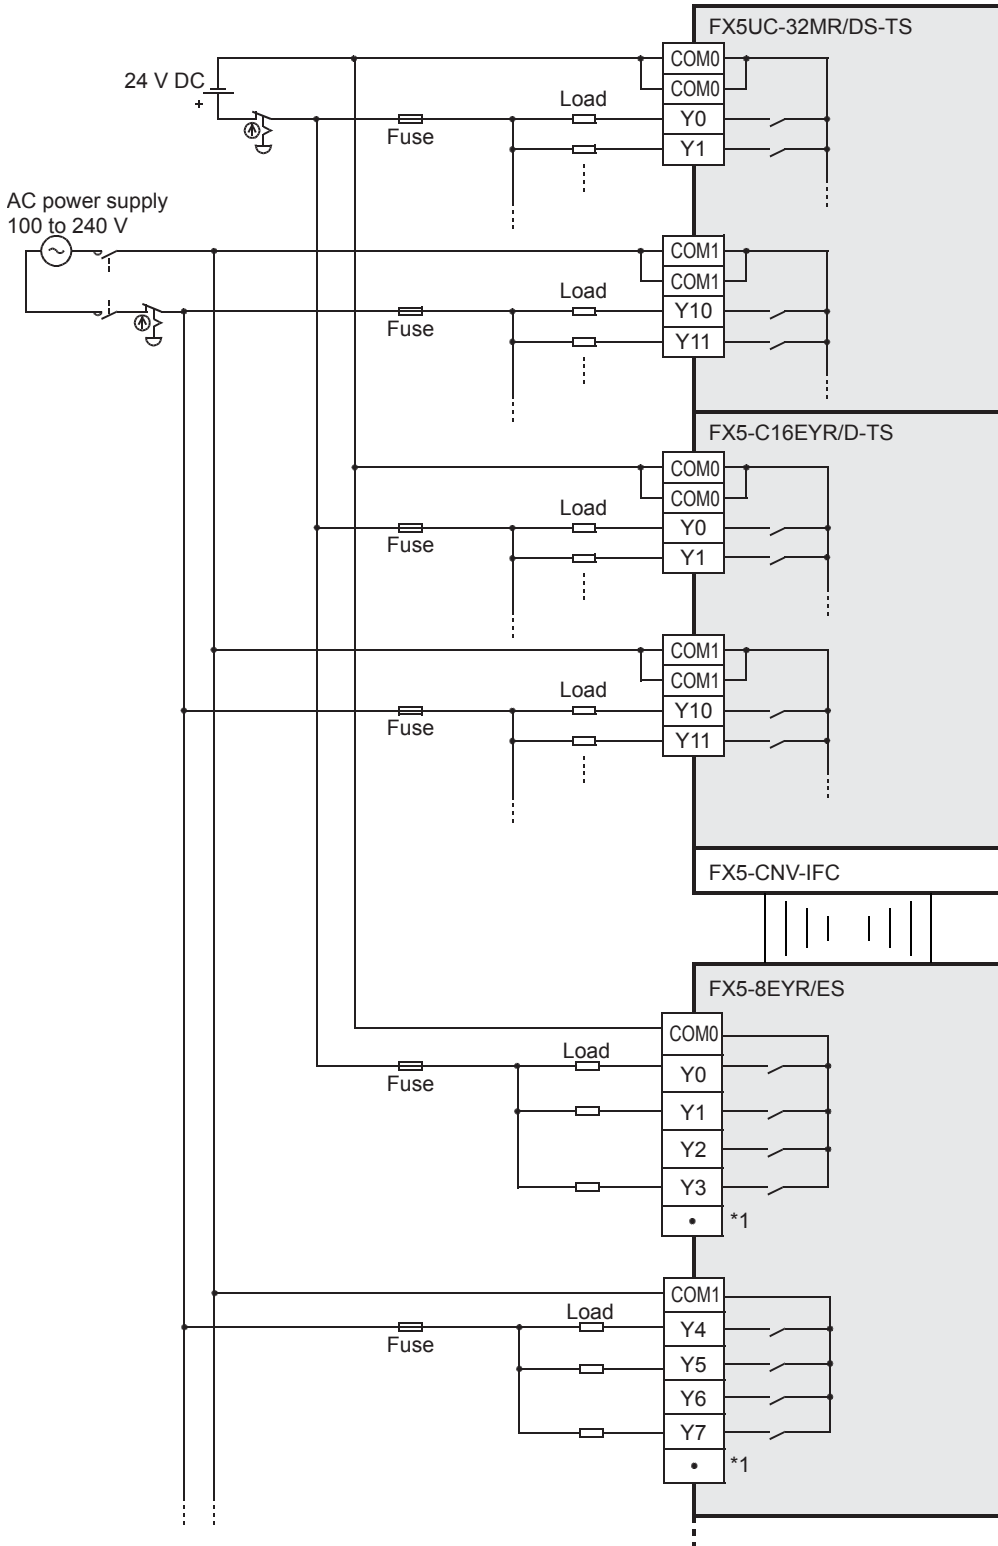 FX5UC-32MR/DS-TS
COM0
24 V DC
+
COM0
Load
Y0
Fuse
Y1
AC power supply
100 to 240 V
COM1
COM1
Load
Y10
Fuse
Y11
FX5-C16EYR/D-TS
COM0
COM0
Load
Y0
Fuse
Y1
COM1
COM1
Load
Y10
Fuse
Y11
FX5-CNV-IFC
FX5-8EYR/ES
COM0
Load
Y0
Fuse
Y1
Y2
Y3
• *1
COM1
Load
Y4
Fuse
Y5
Y6
Y7
• *1